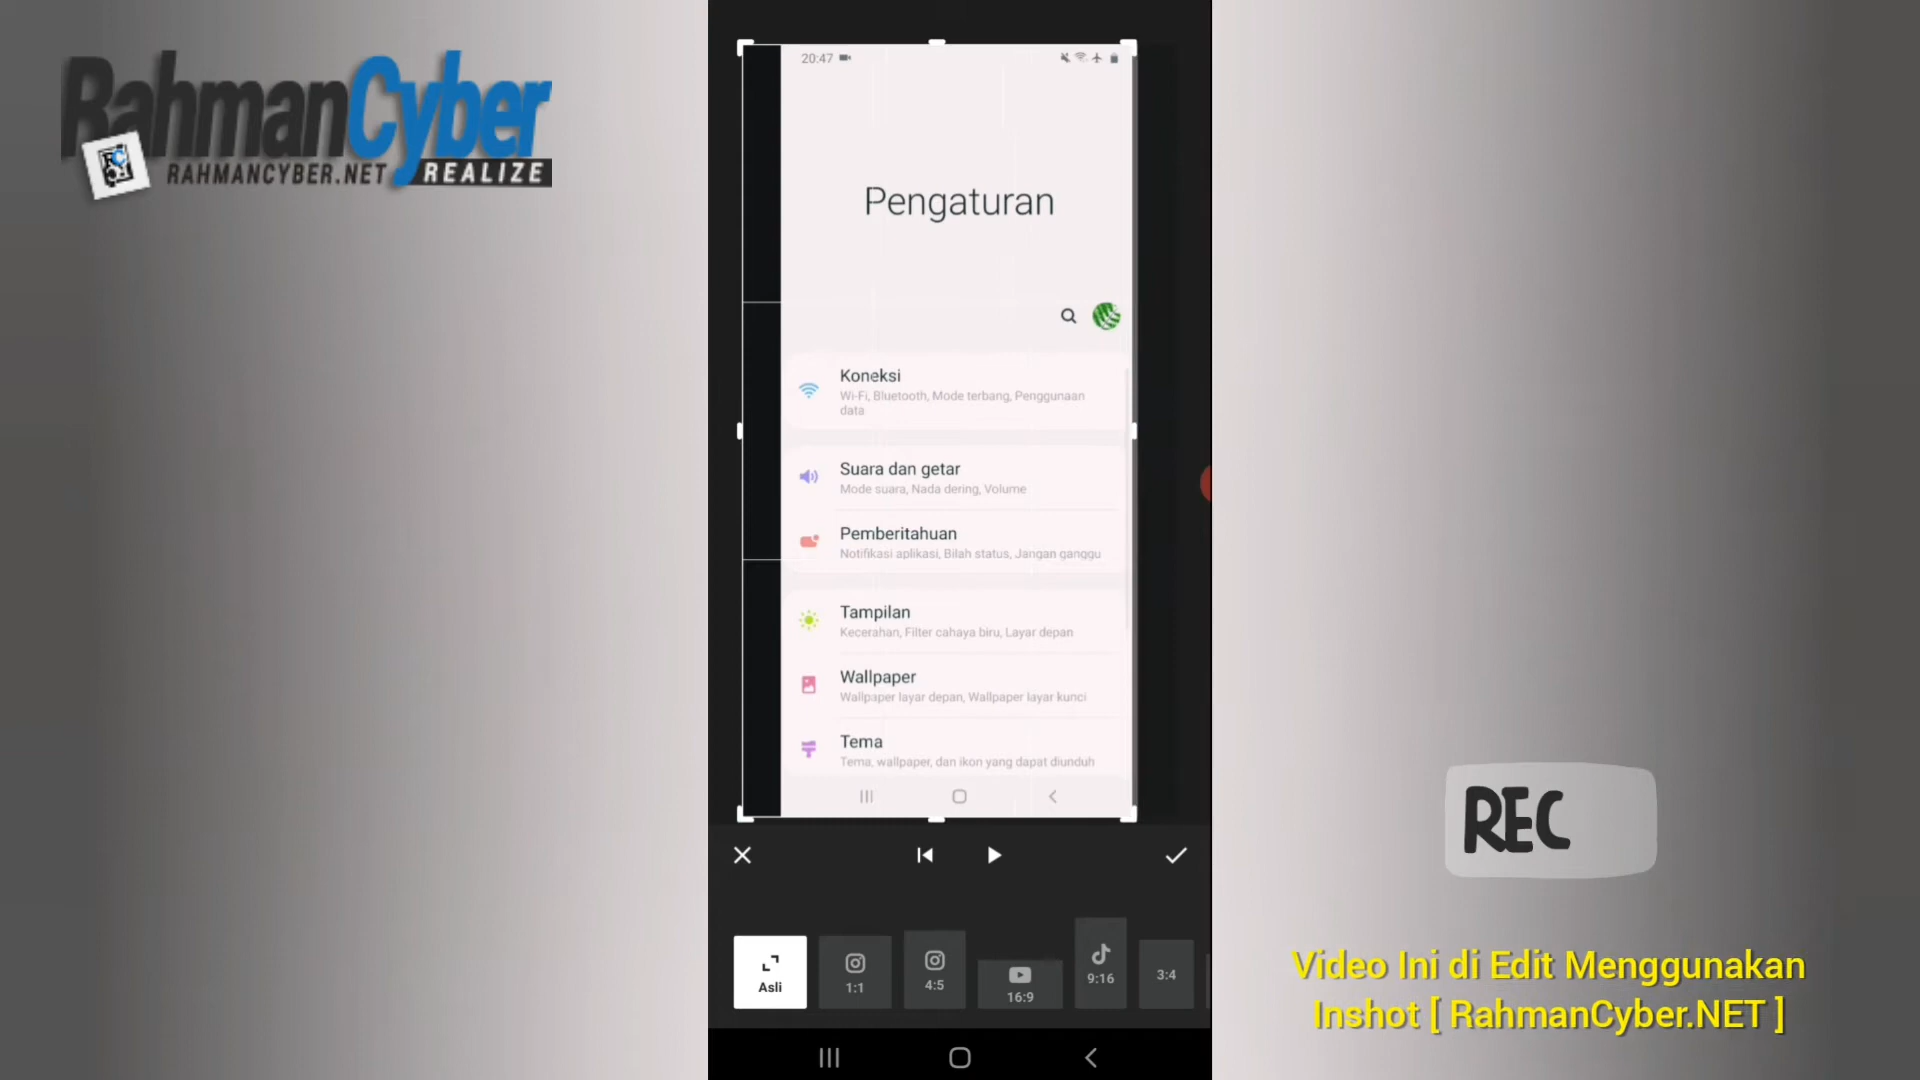 RahmanCyber
RAHMANCYBER.NET REALIZE
20:47
Pengaturan
Koneksi
Wi-Fi, Bluetooth, Mode terbang, Penggunaan
data
Suara dan getar
Mode suara, Nada dering, Volume
Pemberitahuan
Notifikasi aplikasi, Bilah status, Jangan ganggu
Tampilan
Kecerahan, Filter cahaya biru, Layar depan
Wallpaper
Wallpaper layar depan, Wallpaper layar kunci
Tema
Tema, wallpaper, dan ikon yang dapat diunduh
Asli
1:1
4:5
16:9
9:16
3:4
REC
Video Ini di Edit Menggunakan
Inshot [ RahmanCyber.NET ]